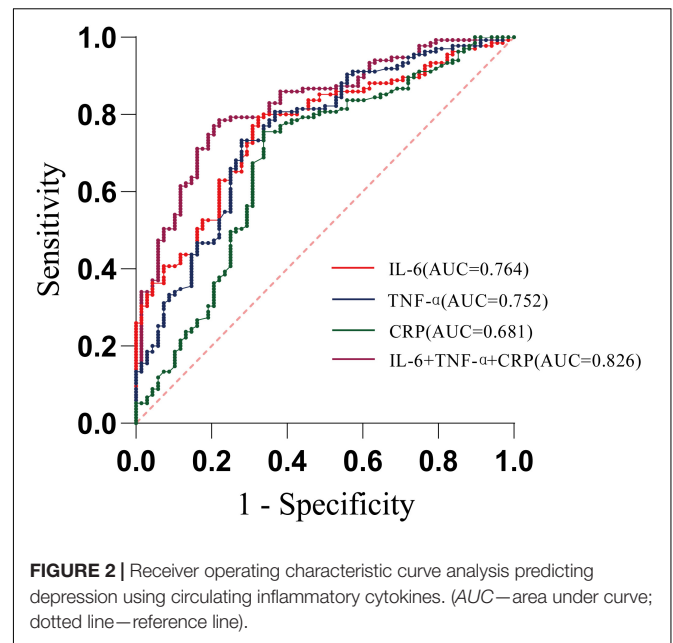 1.0
0.8
0.6
0.4
0.2
0.0
Sensitivity
IL-6(AUC=0.764)
TNF-α(AUC=0.752)
CRP(AUC=0.681)
IL-6+TNF-α+CRP(AUC=0.826)
0.0 0.2 0.4 0.6 0.8 1.0
1 - Specificity
FIGURE 2 | Receiver operating characteristic curve analysis predicting
depression using circulating inflammatory cytokines. (AUC—area under curve;
dotted line—reference line).